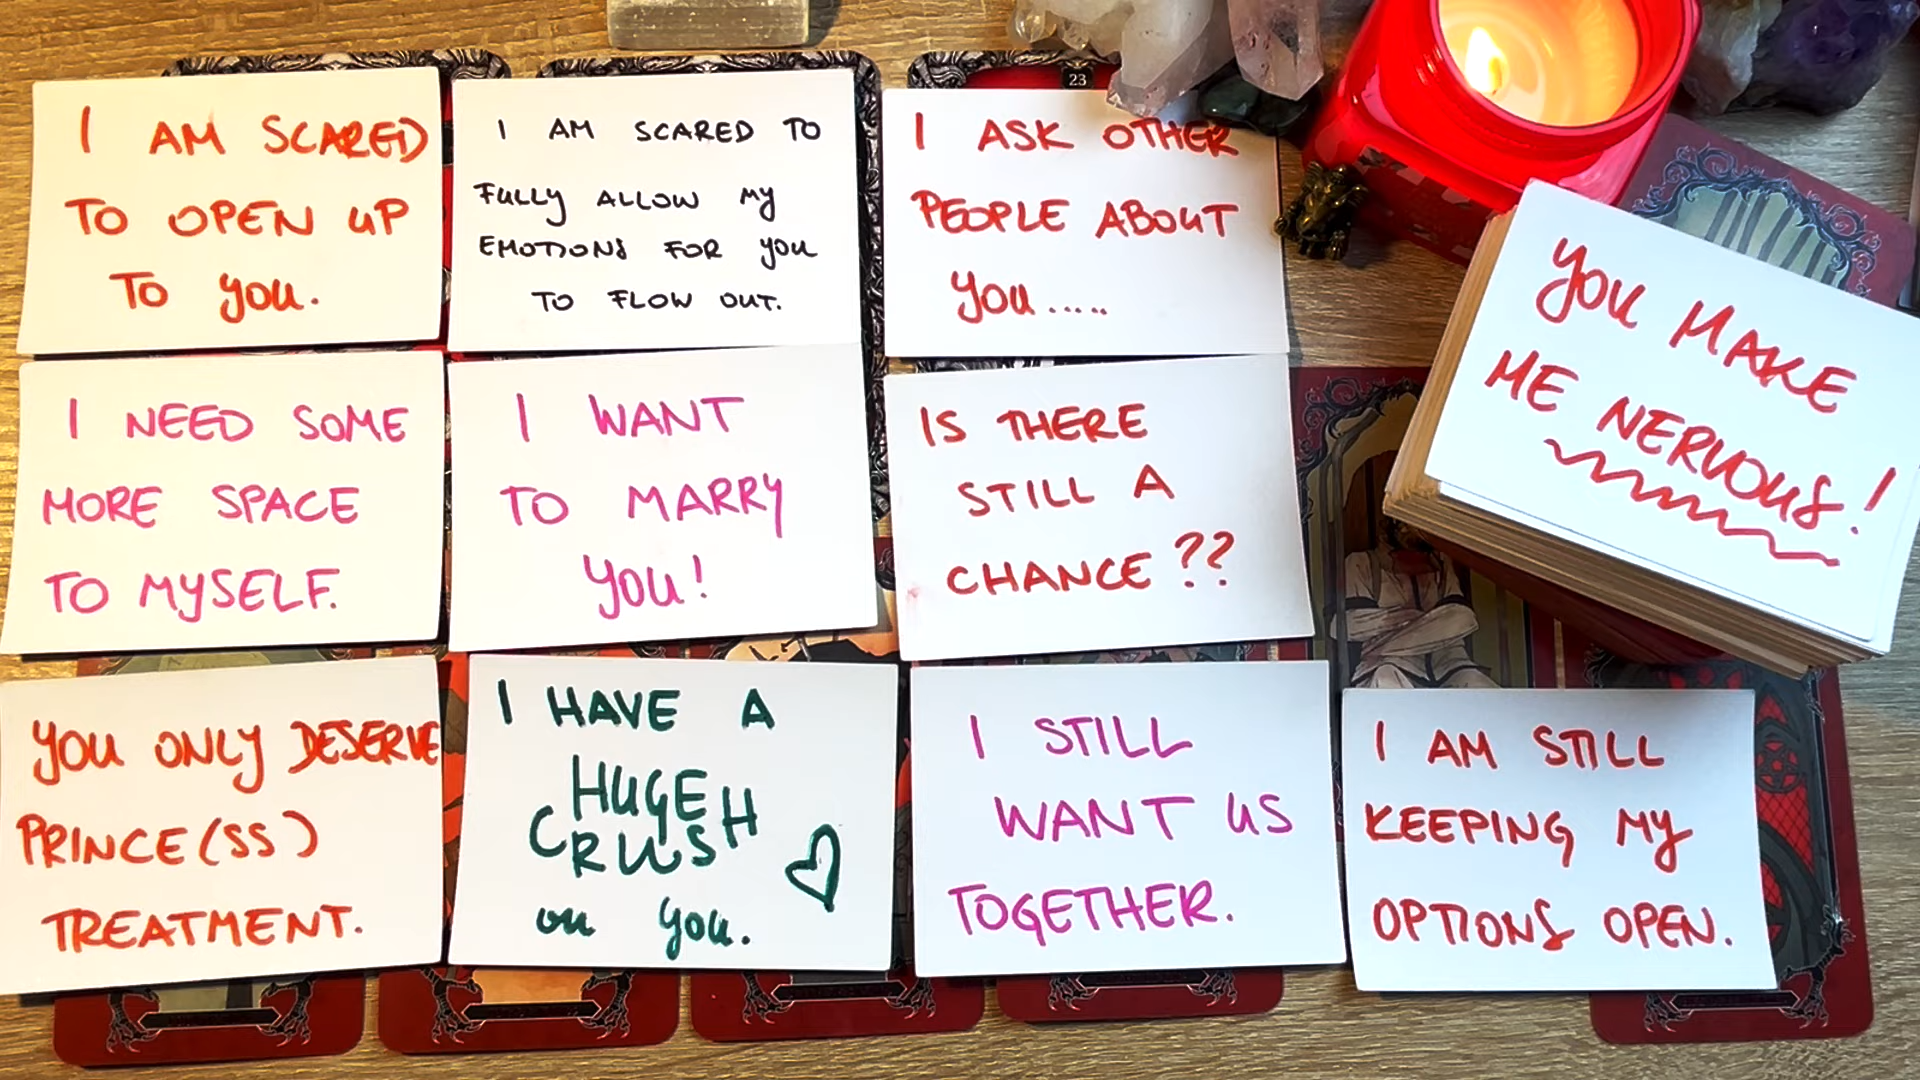 I AM SCARED
TO OPEN UP
TO YOU.
I AM SCARED TO
FULLY ALLOW MY
EMOTIONS FOR YOU
TO FLOW OUT.
23
I ASK OTHER
PEOPLE ABOUT
YOU.....
YOU MAKE
ME NERVOUS!
I NEED SOME
MORE SPACE
TO MYSELF.
I WANT
TO MARRY
YOU!
IS THERE
STILL A
CHANCE??
YOU ONLY DESERVE
PRINCE(SS)
TREATMENT.
I HAVE A
HUGE
CRUSH
on you.
I STILL
WANT US
TOGETHER.
I AM STILL
KEEPING MY
OPTIONS OPEN.